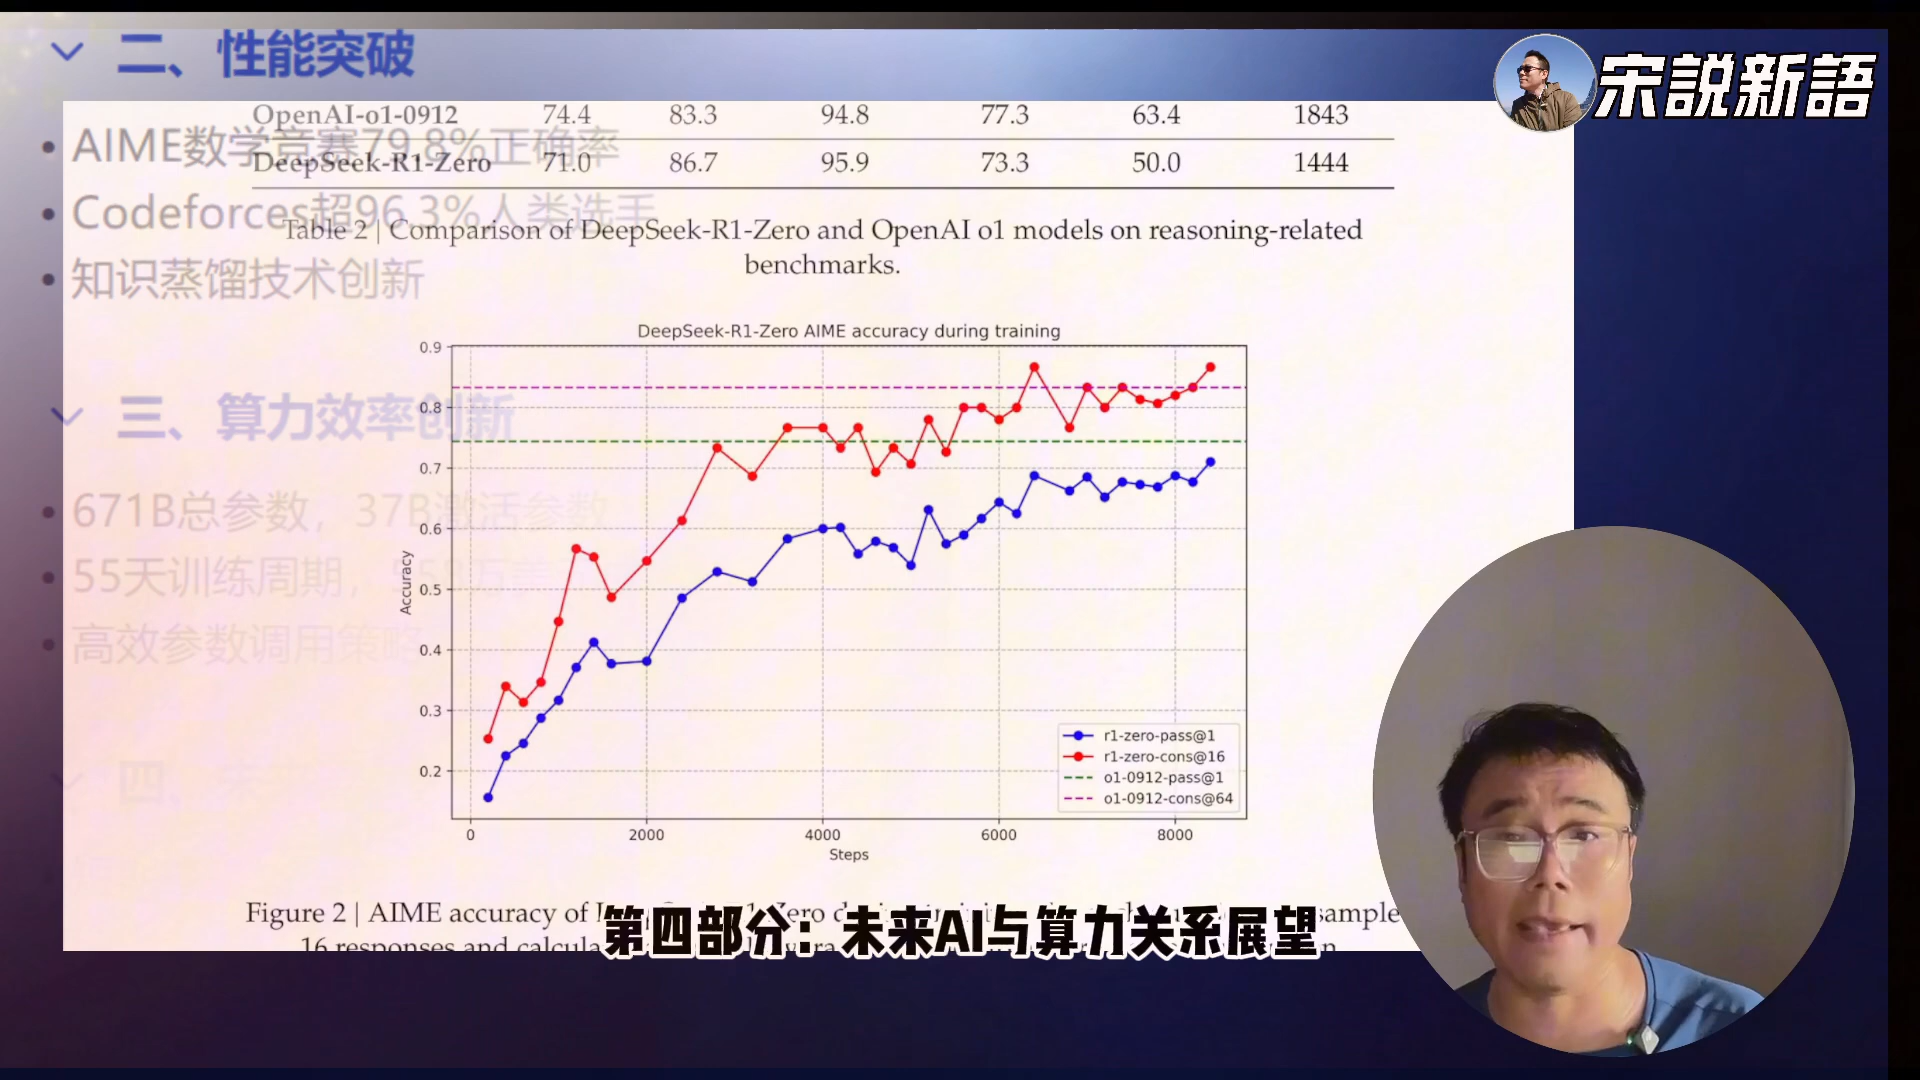 二、性能突破
宋説新語
OpenAI-o1-0912 74.4 83.3 94.8 77.3 63.4 1843
AIME数学竞赛79.8%正确率
DeepSeek-R1-Zero 71.0 86.7 95.9 73.3 50.0 1444
Codeforces超96.3%人类选手
Table 2 | Comparison of DeepSeek-R1-Zero and OpenAI o1 models on reasoning-related
benchmarks.
知识蒸馏技术创新
DeepSeek-R1-Zero AIME accuracy during training
三、算力效率创新
671B总参数，37B激活参数
55天训练周期，
高效参数调用策略
四、未来
0.9
0.8
0.7
0.6
0.5
0.4
0.3
0.2
Accuracy
r1-zero-pass@1
r1-zero-cons@16
o1-0912-pass@1
o1-0912-cons@64
0 2000 4000 6000 8000
Steps
Figure 2 | AIME accuracy of
sample
16 responses and
第四部分：未来AI与算力关系展望